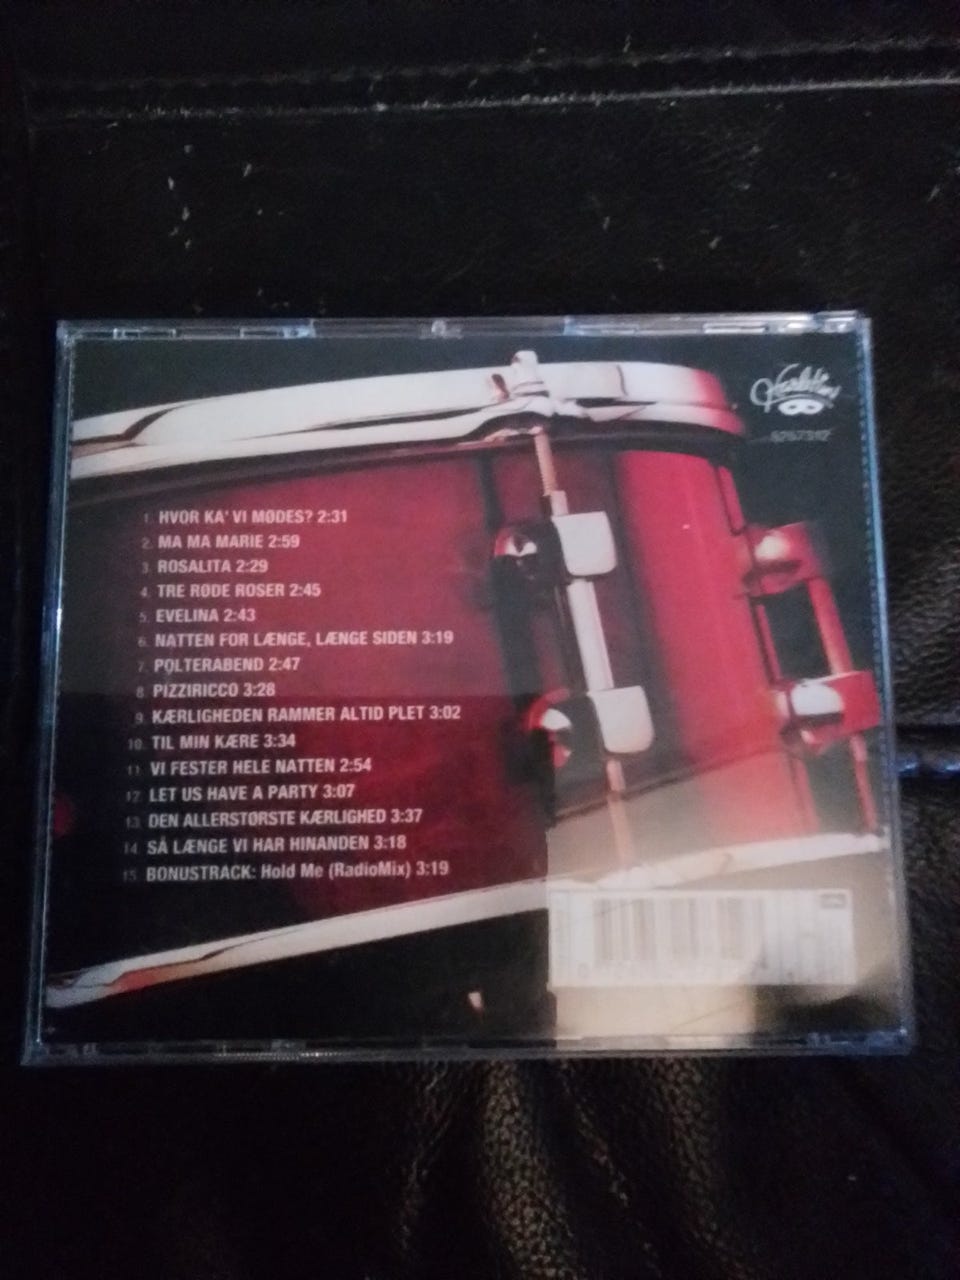 1. HVOR KA' VI MØDES? 2:31
2. MA MA MARIE 2:59
3. ROSALITA 2:29
4. TRE RØDE ROSER 2:45
5. EVELINA 2:43
6. NATTEN FOR LÆNGE, LÆNGE SIDEN 3:19
7. POLTERABEND 2:47
8. PIZZIRICCO 3:28
9. KÆRLIGHEDEN RAMMER ALTID PLET 3:02
10. TIL MIN KÆRE 3:34
11. VI FESTER HELE NATTEN 2:54
12. LET US HAVE A PARTY 3:07
13. DEN ALLERSTØRSTE KÆRLIGHED 3:37
14. SÅ LÆNGE VI HAR HINANDEN 3:18
15. BONUSTRACK: Hold Me (RadioMix) 3:19